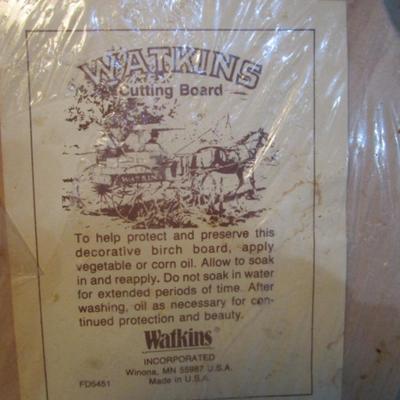 WATKINS
Cutting Board
WATKINS
To help protect and preserve this
decorative birch board, apply
vegetable or corn oil. Allow to soak
in and reapply. Do not soak in water
for extended periods of time. After
washing, oil as necessary for con-
tinued protection and beauty.
Watkins®
INCORPORATED
Winona, MN 55987 U.S.A.
FD5451 Made in U.S.A.